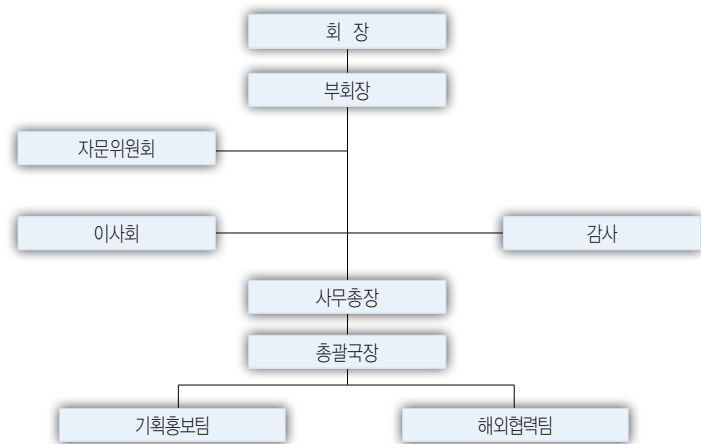 회 장
부회장
자문위원회
이사회
감사
사무총장
총괄국장
기획홍보팀
해외협력팀